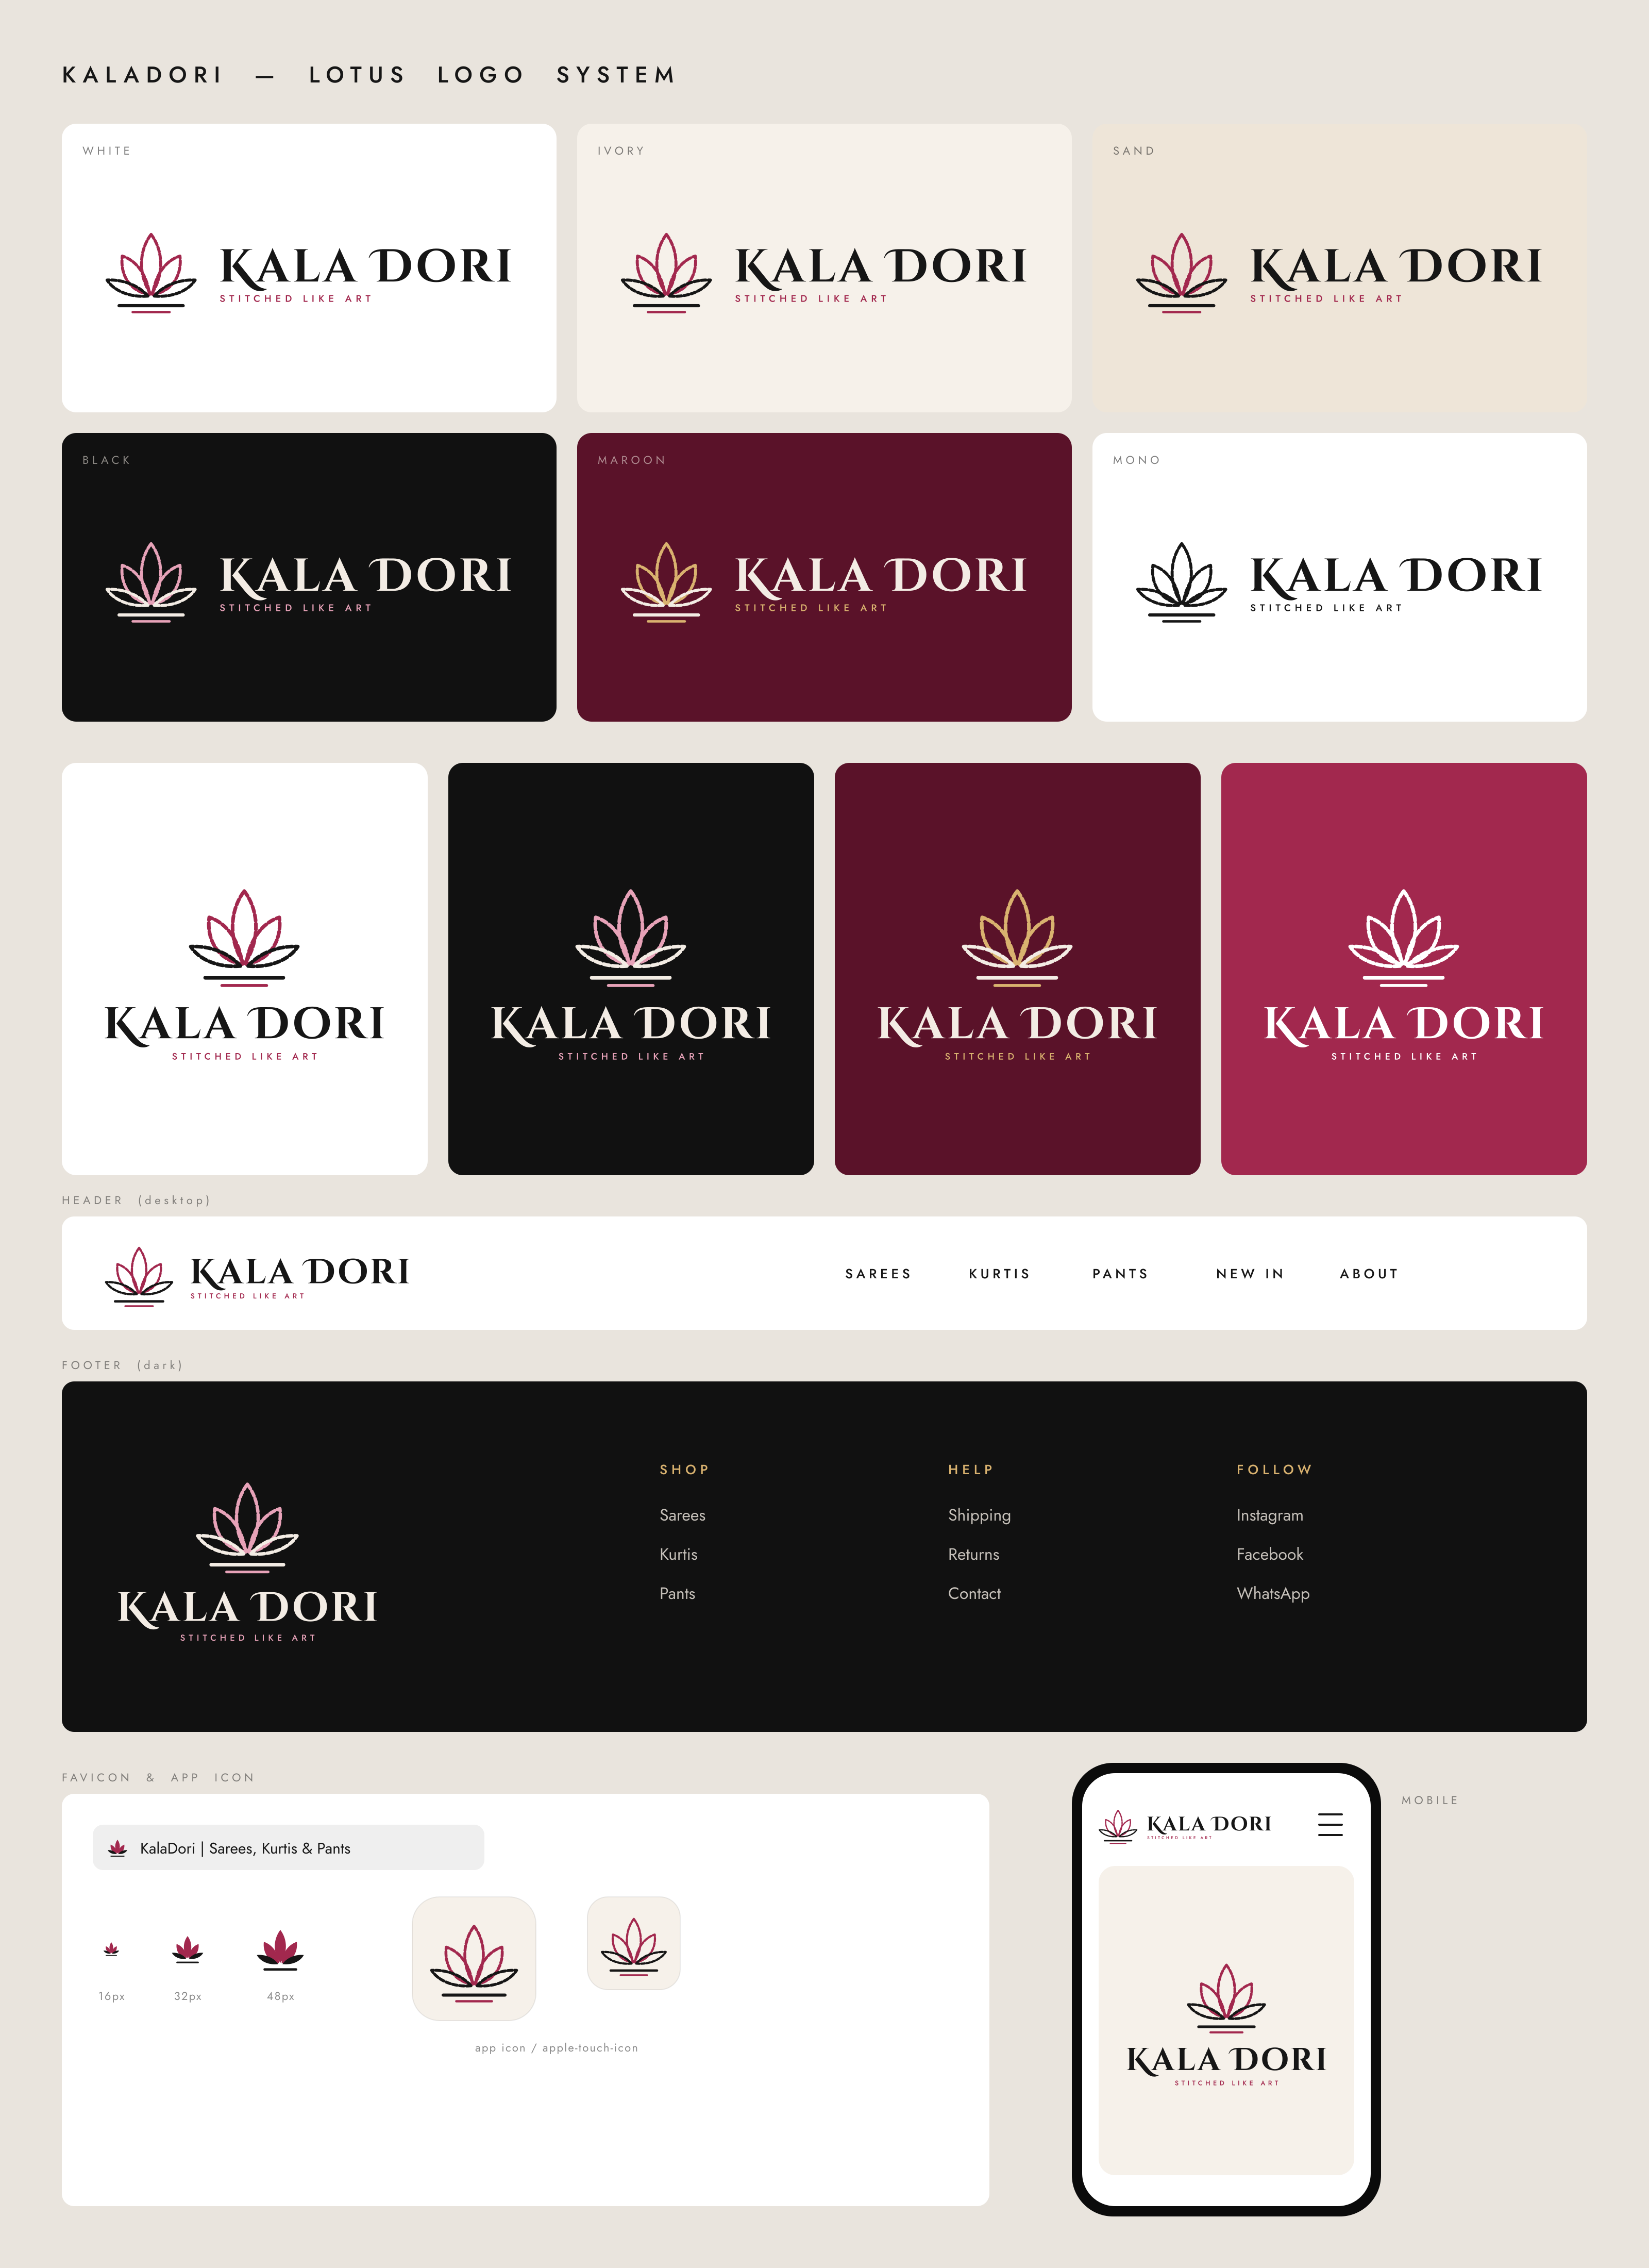 KALADORI — LOTUS LOGO SYSTEM
WHITE
KALA DORI
STITCHED LIKE ART
IVORY
KALA DORI
STITCHED LIKE ART
SAND
KALA DORI
STITCHED LIKE ART
BLACK
KALA DORI
STITCHED LIKE ART
MAROON
KALA DORI
STITCHED LIKE ART
MONO
KALA DORI
STITCHED LIKE ART
KALA DORI
STITCHED LIKE ART
KALA DORI
STITCHED LIKE ART
KALA DORI
STITCHED LIKE ART
KALA DORI
STITCHED LIKE ART
HEADER (desktop)
KALA DORI
STITCHED LIKE ART
SAREES KURTIS PANTS NEW IN ABOUT
FOOTER (dark)
KALA DORI
STITCHED LIKE ART
SHOP
Sarees
Kurtis
Pants
HELP
Shipping
Returns
Contact
FOLLOW
Instagram
Facebook
WhatsApp
FAVICON & APP ICON
KalaDori | Sarees, Kurtis & Pants
16px 32px 48px
app icon / apple-touch-icon
MOBILE
KALA DORI
STITCHED LIKE ART
KALA DORI
STITCHED LIKE ART